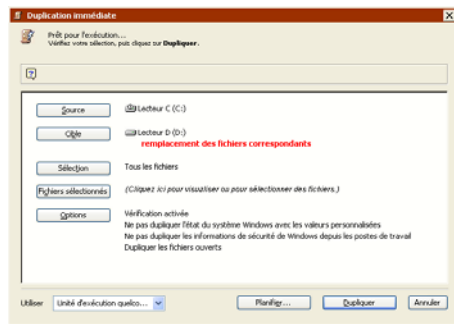 Duplication immédiate
Prêt pour l'exécution...
Vérifiez votre sélection, puis cliquez sur Dupliquer.
Source
Lecteur C (C:)
Cible
Lecteur D (D:)
remplacement des fichiers correspondants
Sélection
Tous les fichiers
Fichiers sélectionnés
(Cliquez ici pour visualiser ou pour sélectionner des fichiers.)
Options
Vérification activée
Ne pas dupliquer l'état du système Windows avec les valeurs personnalisées
Ne pas dupliquer les informations de sécurité de Windows depuis les postes de travail
Dupliquer les fichiers ouverts
Utiliser
Unité d'exécution quelco...
Planifier...
Dupliquer
Annuler